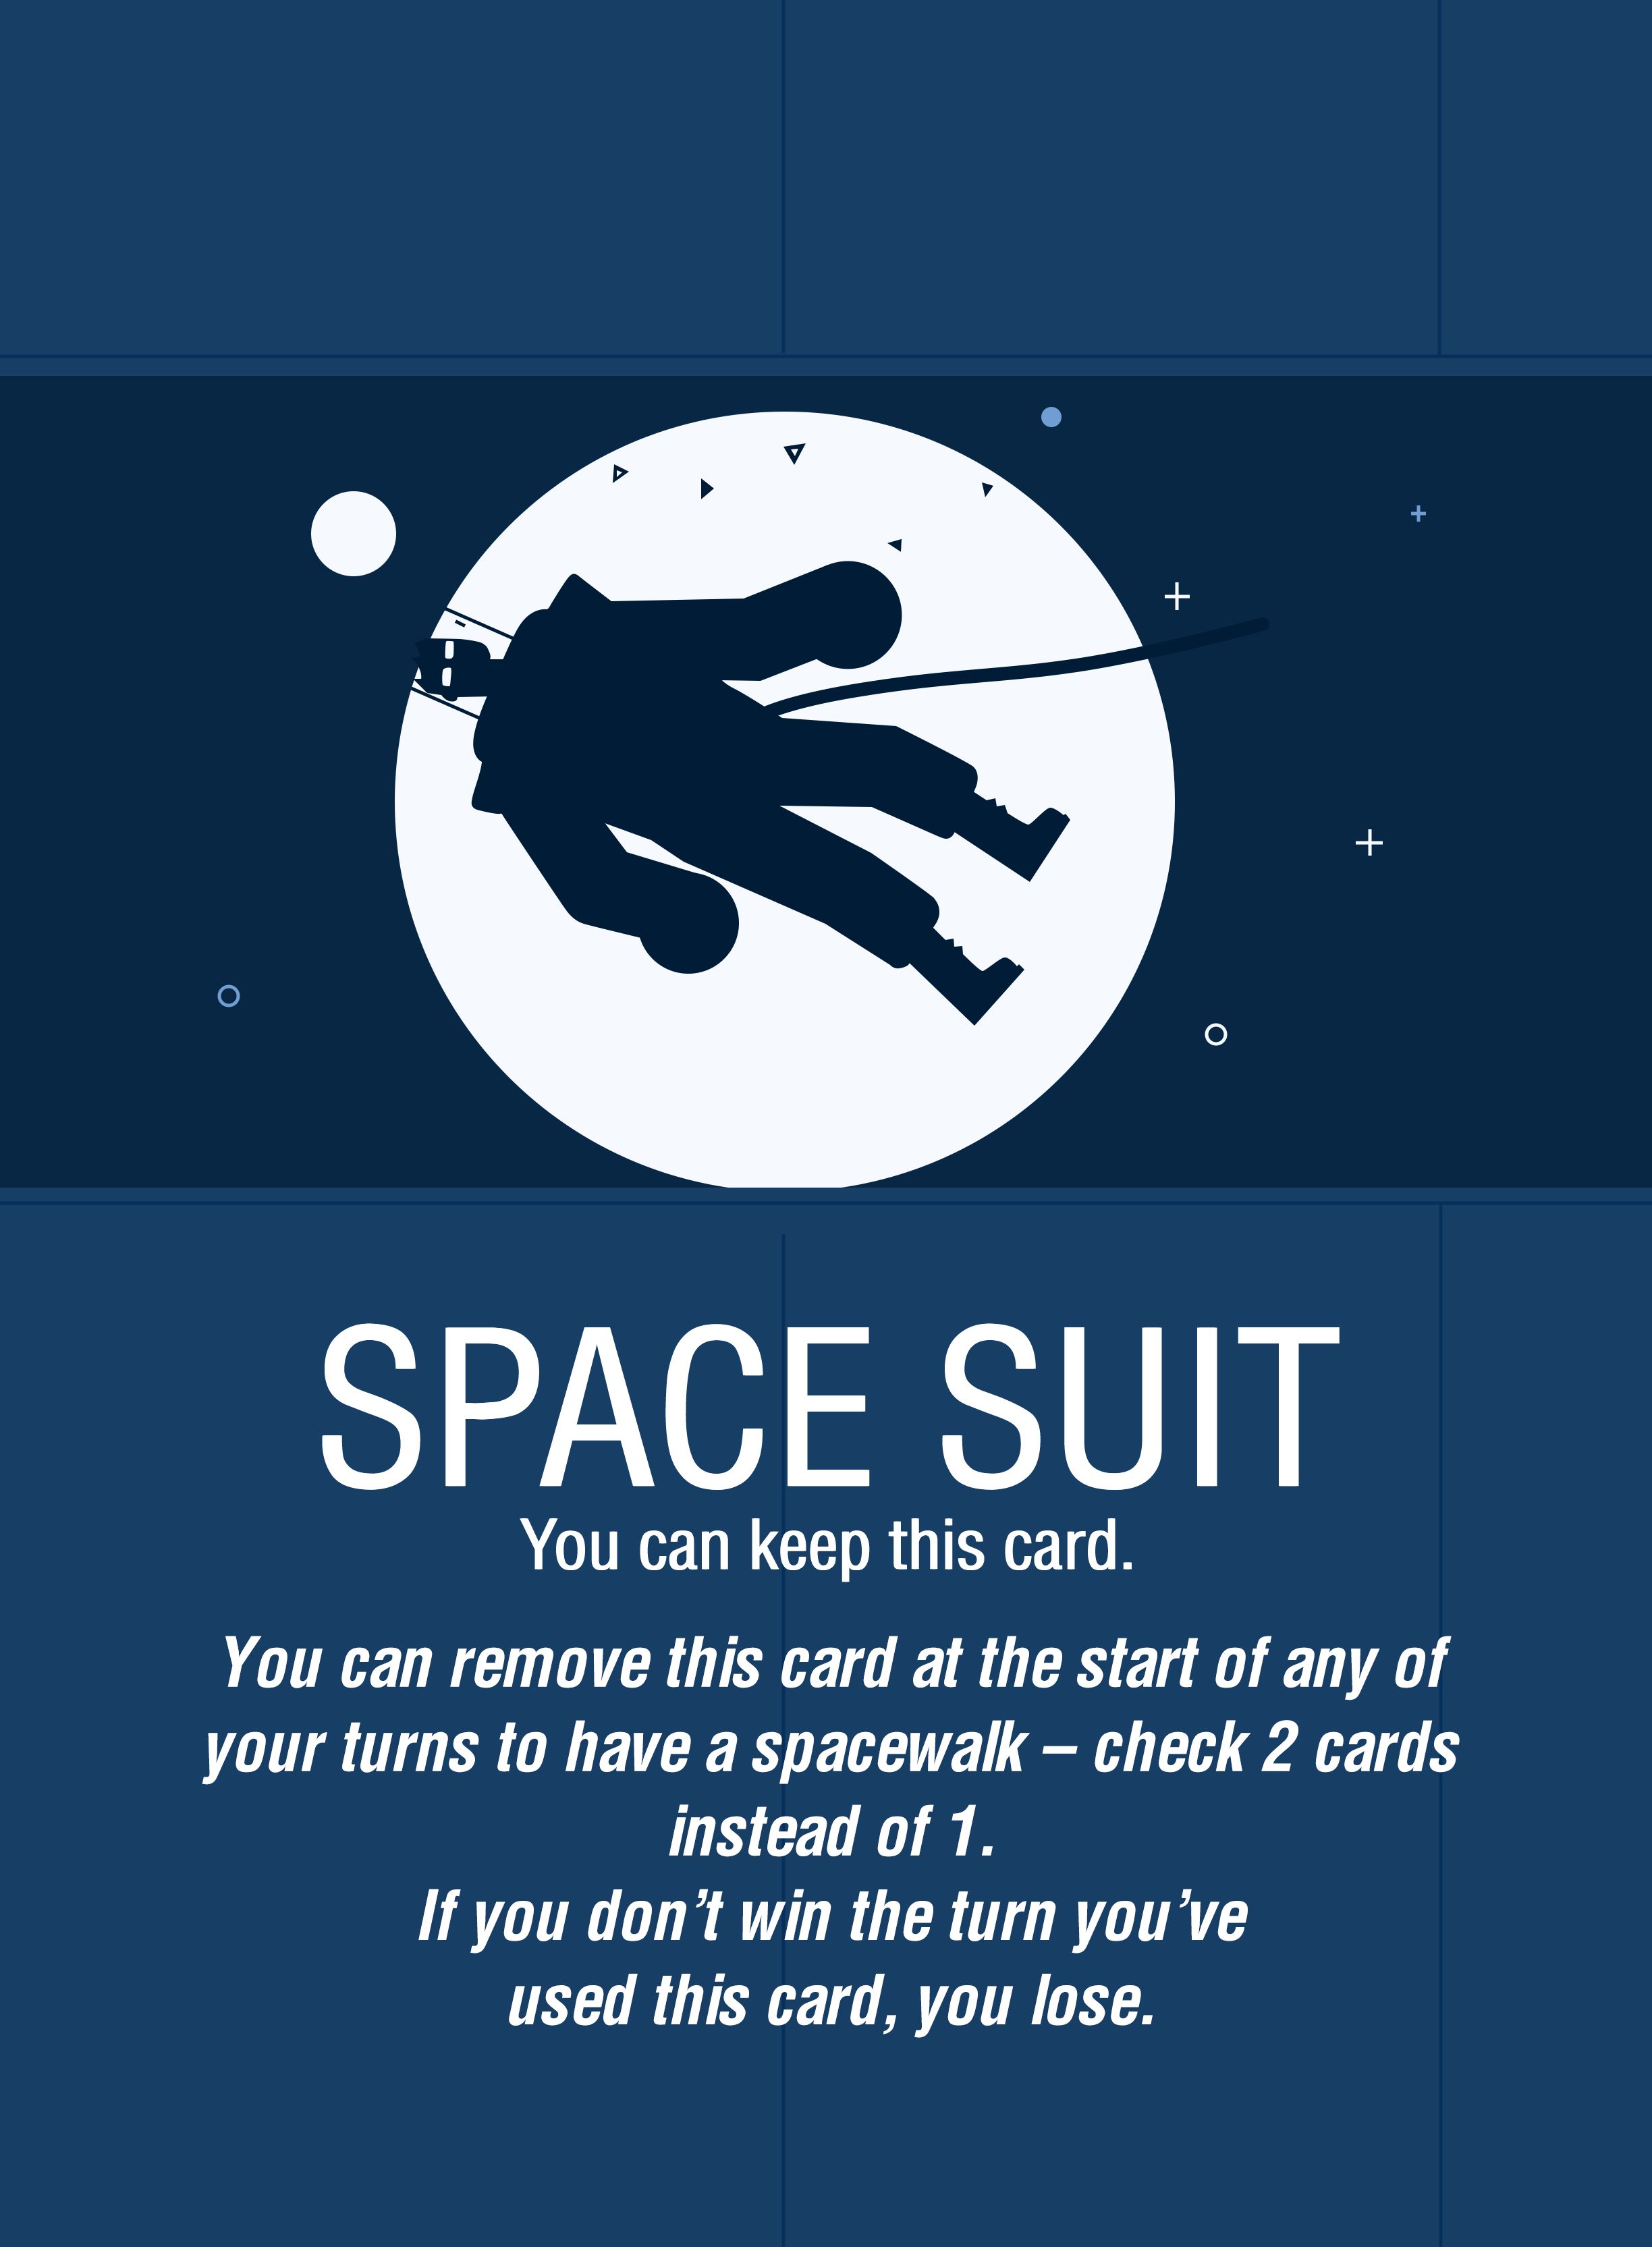 SPACE SUIT
You can keep this card.
You can remove this card at the start of any of
your turns to have a spacewalk – check 2 cards
instead of 1.
If you don’t win the turn you’ve
used this card, you lose.